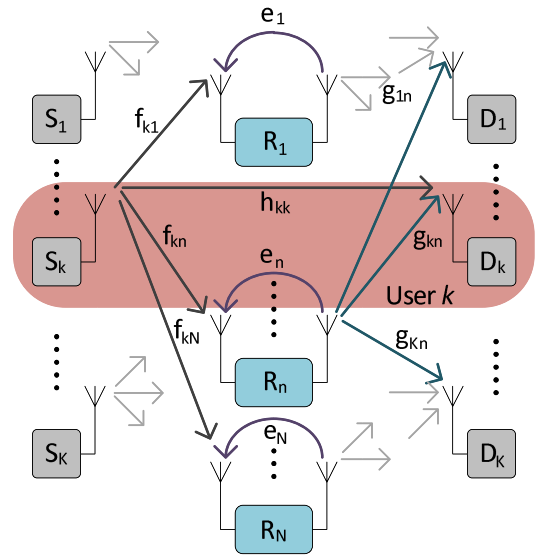 e1
S1
fk1
R1
g1n
D1
hkk
fkn
gkn
Sk
en
Dk
User k
fkN
gKn
Rn
eN
SK
DK
RN